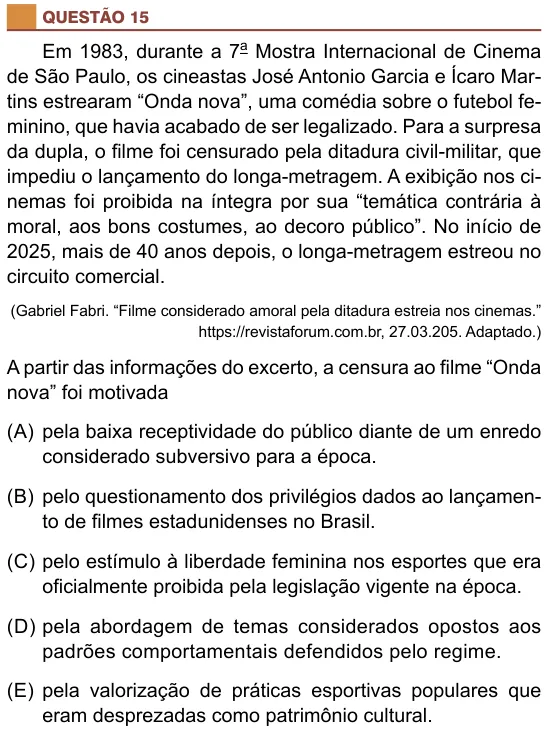 QUESTÃO 15
Em 1983, durante a 7ª Mostra Internacional de Cinema
de São Paulo, os cineastas José Antonio Garcia e Ícaro Mar-
tins estrearam “Onda nova”, uma comédia sobre o futebol fe-
minino, que havia acabado de ser legalizado. Para a surpresa
da dupla, o filme foi censurado pela ditadura civil-militar, que
impediu o lançamento do longa-metragem. A exibição nos ci-
nemas foi proibida na íntegra por sua “temática contrária à
moral, aos bons costumes, ao decoro público”. No início de
2025, mais de 40 anos depois, o longa-metragem estreou no
circuito comercial.
(Gabriel Fabri. “Filme considerado amoral pela ditadura estreia nos cinemas.”
https://revistaforum.com.br, 27.03.205. Adaptado.)
A partir das informações do excerto, a censura ao filme “Onda
nova” foi motivada
(A) pela baixa receptividade do público diante de um enredo
considerado subversivo para a época.
(B) pelo questionamento dos privilégios dados ao lançamen-
to de filmes estadunidenses no Brasil.
(C) pelo estímulo à liberdade feminina nos esportes que era
oficialmente proibida pela legislação vigente na época.
(D) pela abordagem de temas considerados opostos aos
padrões comportamentais defendidos pelo regime.
(E) pela valorização de práticas esportivas populares que
eram desprezadas como patrimônio cultural.